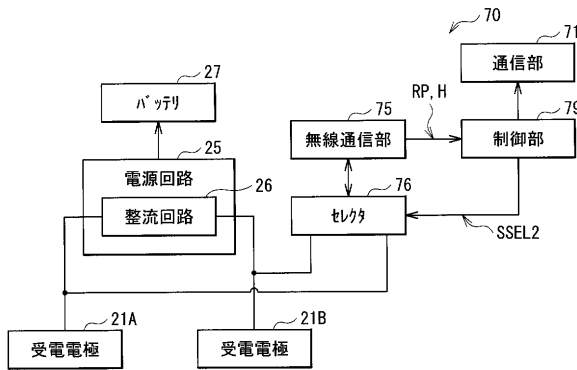 70
71
通信部
27
バッテリ
75
無線通信部
RP, H
79
制御部
25
電源回路
26
整流回路
76
セレクタ
SSEL2
21A
受電電極
21B
受電電極